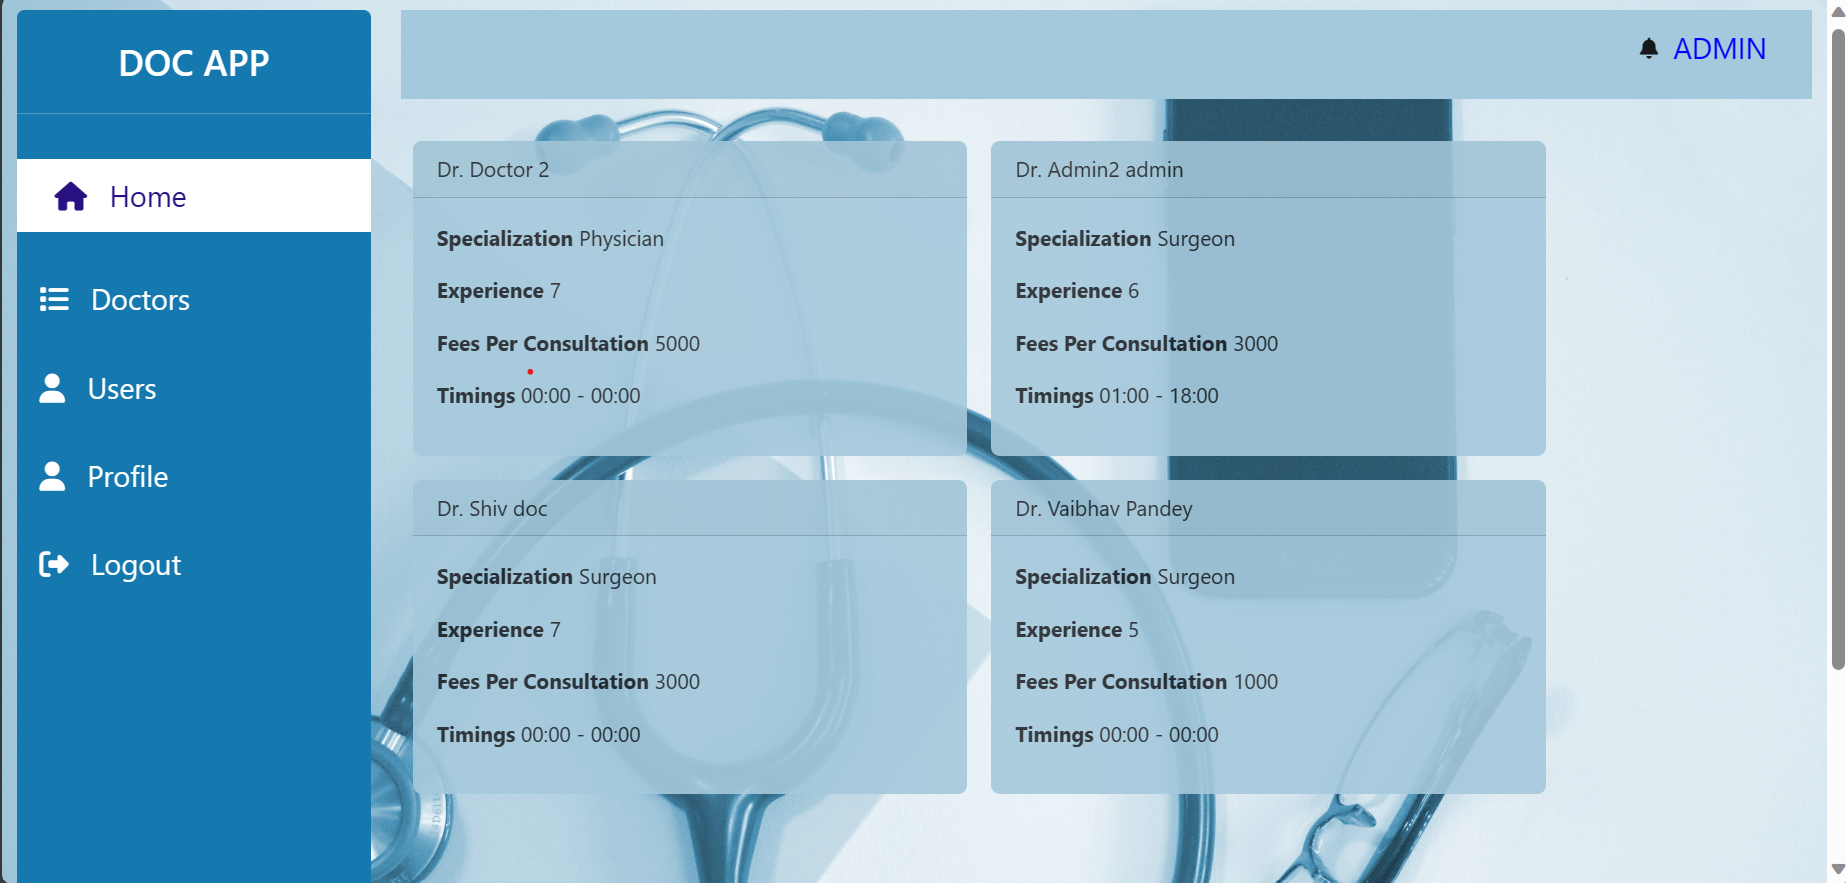 DOC APP
ADMIN
Home
Doctors
Users
Profile
Logout
Dr. Doctor 2
Specialization Physician
Experience 7
Fees Per Consultation 5000
Timings 00:00 - 00:00
Dr. Admin2 admin
Specialization Surgeon
Experience 6
Fees Per Consultation 3000
Timings 01:00 - 18:00
Dr. Shiv doc
Specialization Surgeon
Experience 7
Fees Per Consultation 3000
Timings 00:00 - 00:00
Dr. Vaibhav Pandey
Specialization Surgeon
Experience 5
Fees Per Consultation 1000
Timings 00:00 - 00:00